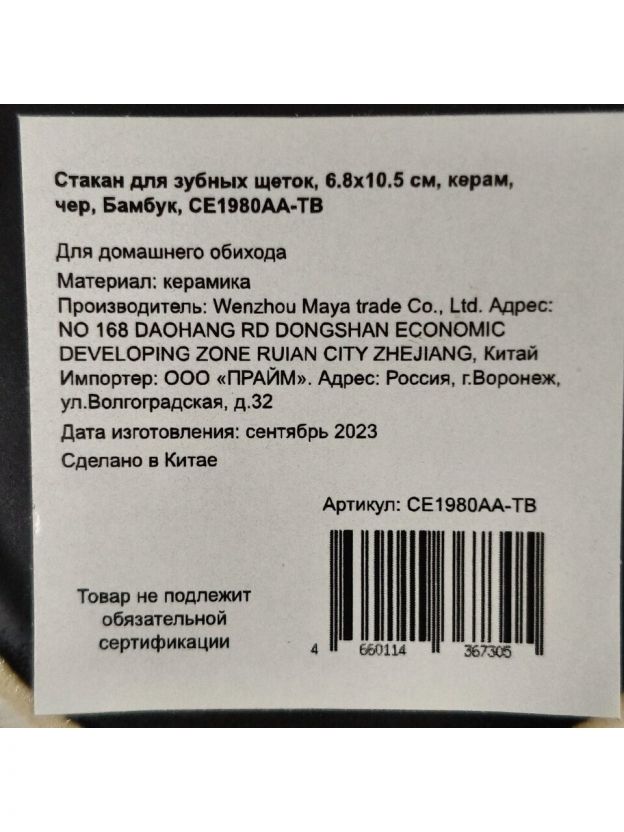 Стакан для зубных щеток, 6.8х10.5 см, керам,
чер, Бамбук, CE1980AA-TB
Для домашнего обихода
Материал: керамика
Производитель: Wenzhou Maya trade Co., Ltd. Адрес:
NO 168 DAOHANG RD DONGSHAN ECONOMIC
DEVELOPING ZONE RUIAN CITY ZHEJIANG, Китай
Импортер: ООО «ПРАЙМ». Адрес: Россия, г.Воронеж,
ул.Волгоградская, д.32
Дата изготовления: сентябрь 2023
Сделано в Китае
Артикул: CE1980AA-TB
Товар не подлежит
обязательной
сертификации
4 660114 367305